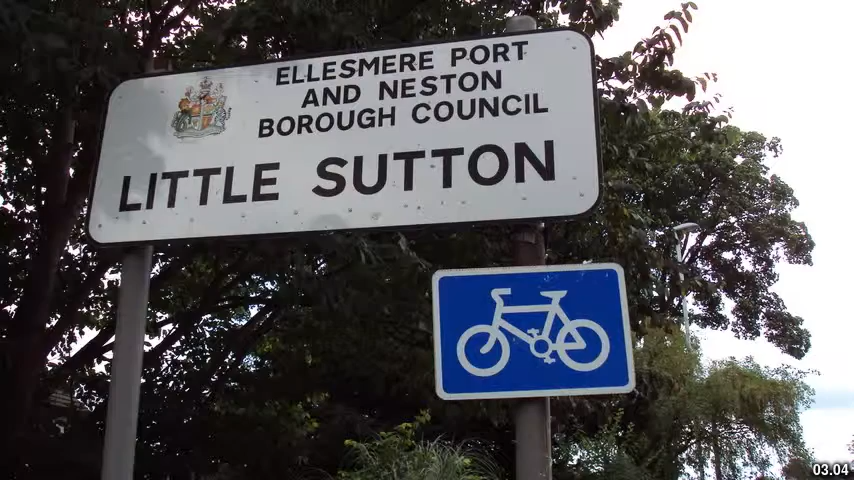 ELLESMERE PORT
AND NESTON
BOROUGH COUNCIL
LITTLE SUTTON
03.04